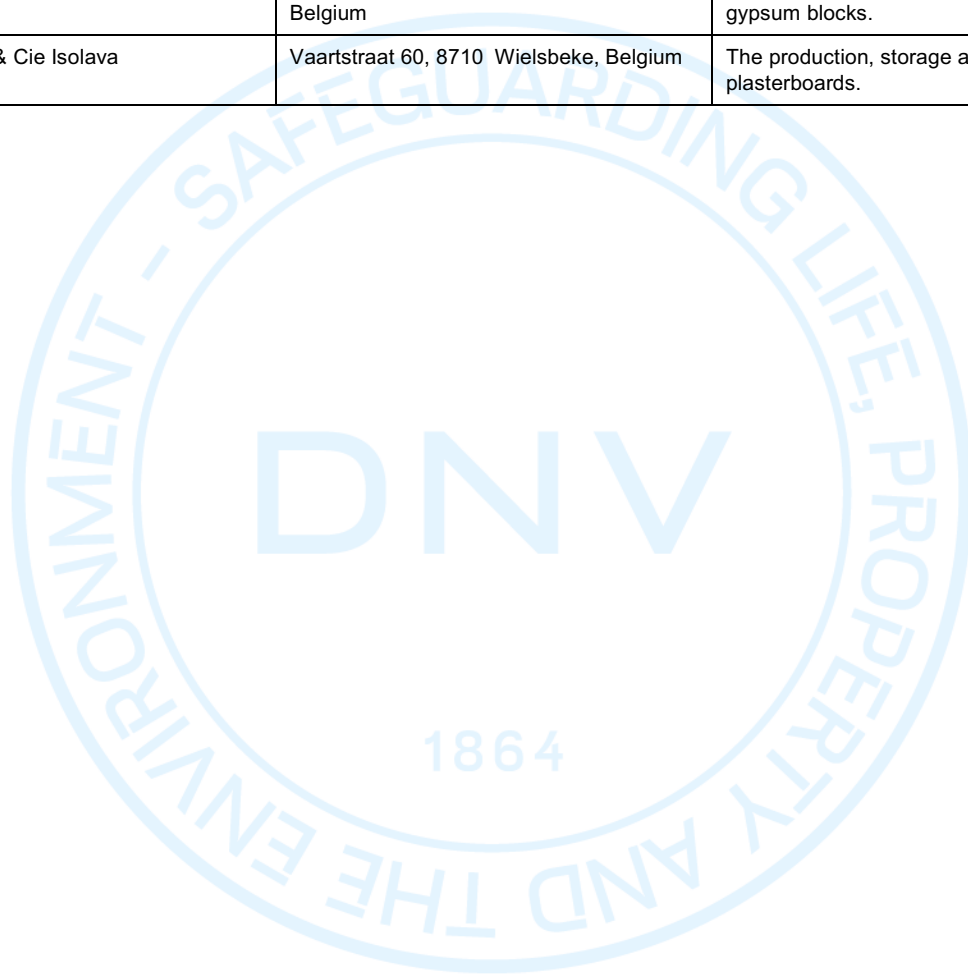 Belgium
gypsum blocks.
& Cie Isolava
Vaartstraat 60, 8710 Wielsbeke, Belgium
The production, storage a
plasterboards.
SAFEGUARDING LIFE, PROPERTY AND THE ENVIRONMENT –
DNV
1864